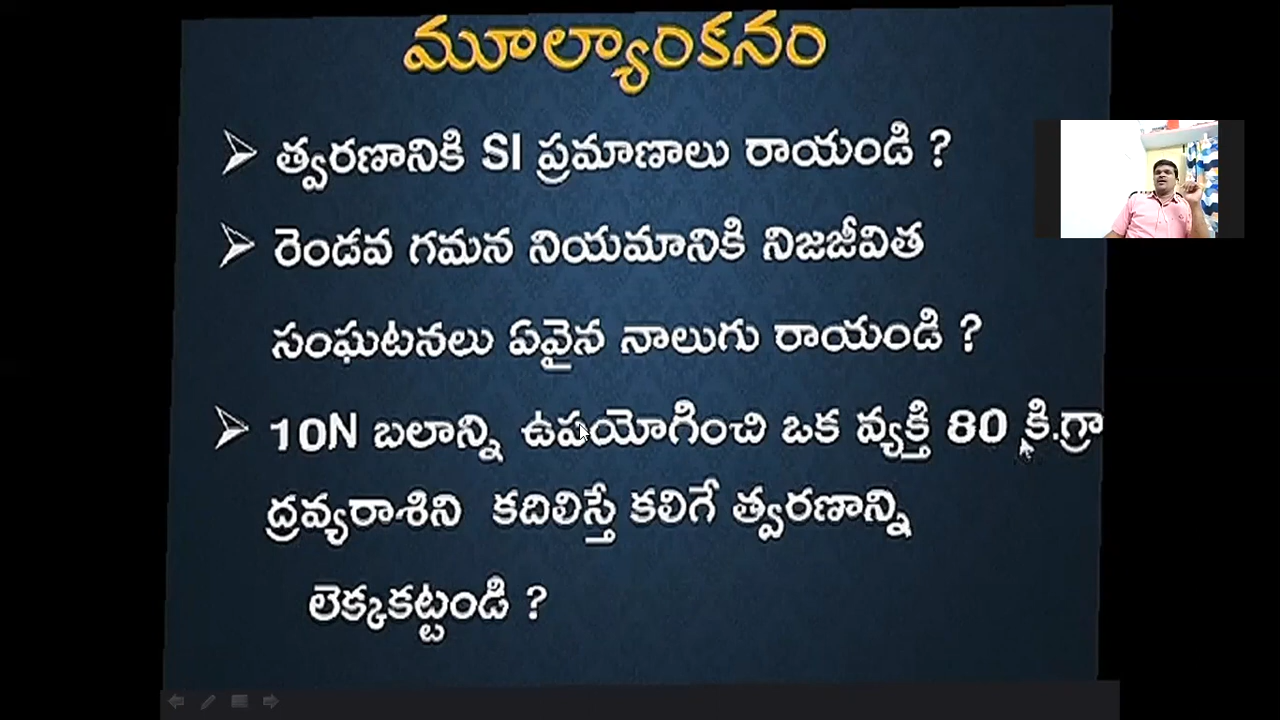 మూల్యాంకనం
➢ త్వరణానికి SI ప్రమాణాలు రాయండి ?
➢ రెండవ గమన నియమానికి నిజజీవిత
సంఘటనలు ఏవైన నాలుగు రాయండి ?
➢ 10N బలాన్ని ఉపయోగించి ఒక వ్యక్తి 80 కి.గ్రా
ద్రవ్యరాశిని కదిలిస్తే కలిగే త్వరణాన్ని
లెక్కకట్టండి ?